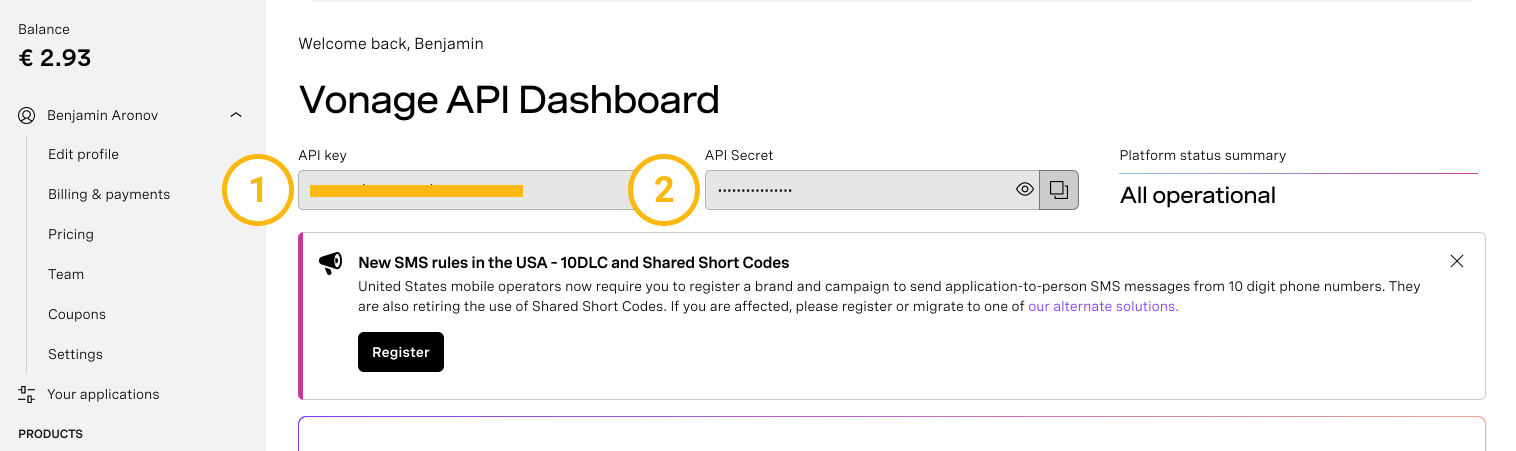 Balance
€ 2.93
Benjamin Aronov
Edit profile
Billing & payments
Pricing
Team
Coupons
Settings
Your applications
PRODUCTS
Welcome back, Benjamin
Vonage API Dashboard
API key
1
API Secret
2
••••••••••••••••
Platform status summary
All operational
New SMS rules in the USA – 10DLC and Shared Short Codes
United States mobile operators now require you to register a brand and campaign to send application-to-person SMS messages from 10 digit phone numbers. They
are also retiring the use of Shared Short Codes. If you are affected, please register or migrate to one of our alternate solutions.
Register